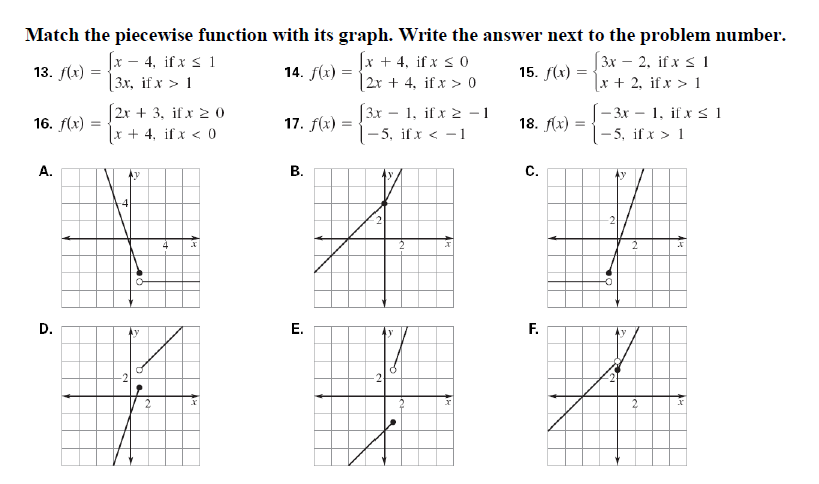 Match the piecewise function with its graph. Write the answer next to the problem number.
13. f(x) = { x − 4, if x ≤ 1
3x, if x > 1
14. f(x) = { x + 4, if x ≤ 0
2x + 4, if x > 0
15. f(x) = { 3x − 2, if x ≤ 1
x + 2, if x > 1
16. f(x) = { 2x + 3, if x ≥ 0
x + 4, if x < 0
17. f(x) = { 3x − 1, if x ≥ −1
−5, if x < −1
18. f(x) = { −3x − 1, if x ≤ 1
−5, if x > 1
A.
y
4
4
x
B.
y
2
2
x
C.
y
2
2
x
D.
y
2
2
x
E.
y
2
2
x
F.
y
2
2
x